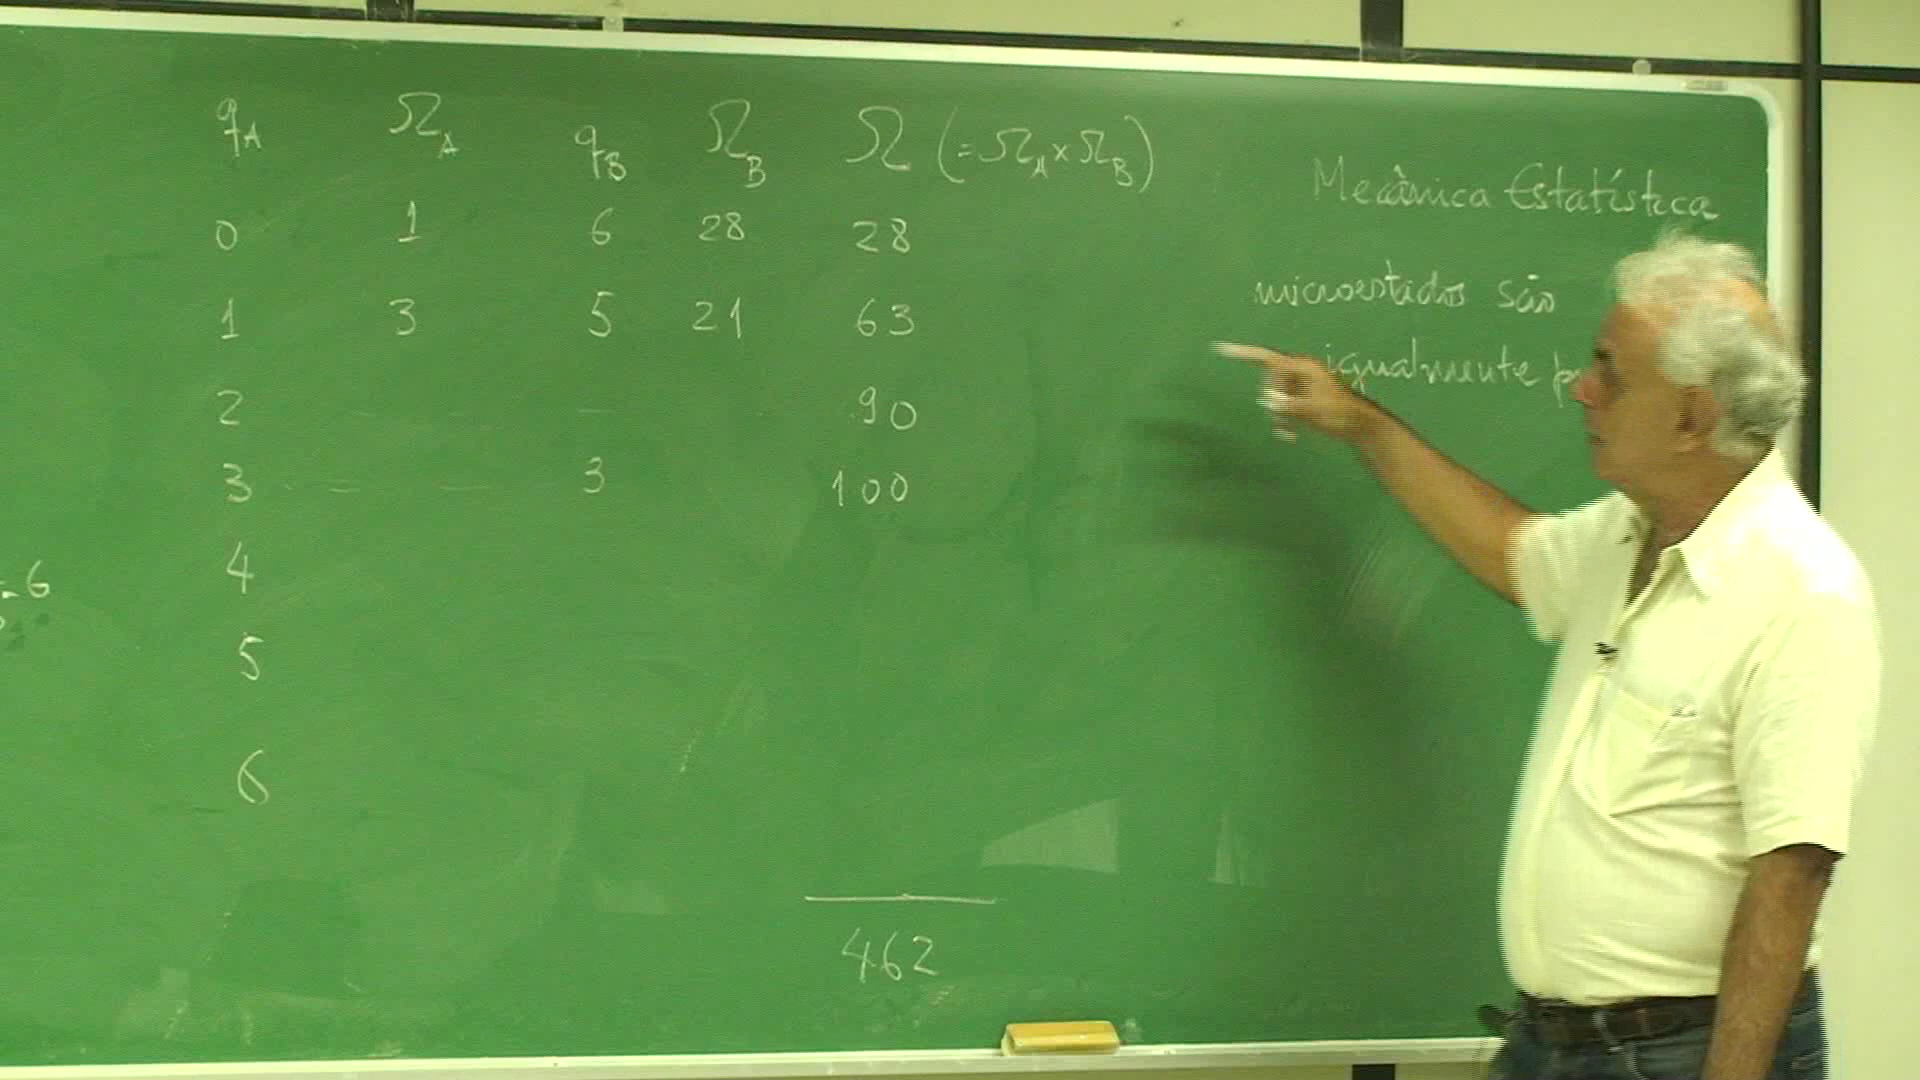 q_A Ω_A q_B Ω_B Ω (= Ω_A × Ω_B)
0 1 6 28 28
1 3 5 21 63
2 — — 90
3 — — 3 100
4
5
6
462
Mecânica Estatística
microestados são
igualmente
= 6